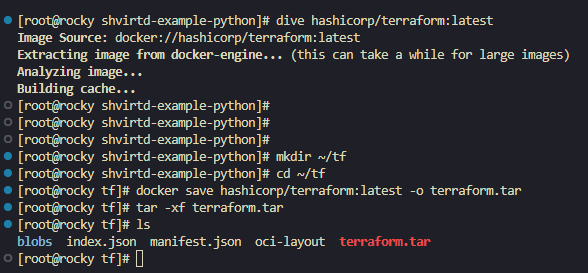 [root@rocky shvirtd-example-python]# dive hashicorp/terraform:latest
Image Source: docker://hashicorp/terraform:latest
Extracting image from docker-engine... (this can take a while for large images)
Analyzing image...
Building cache...
[root@rocky shvirtd-example-python]#
[root@rocky shvirtd-example-python]#
[root@rocky shvirtd-example-python]#
[root@rocky shvirtd-example-python]# mkdir ~/tf
[root@rocky shvirtd-example-python]# cd ~/tf
[root@rocky tf]# docker save hashicorp/terraform:latest -o terraform.tar
[root@rocky tf]# tar -xf terraform.tar
[root@rocky tf]# ls
blobs index.json manifest.json oci-layout terraform.tar
[root@rocky tf]#